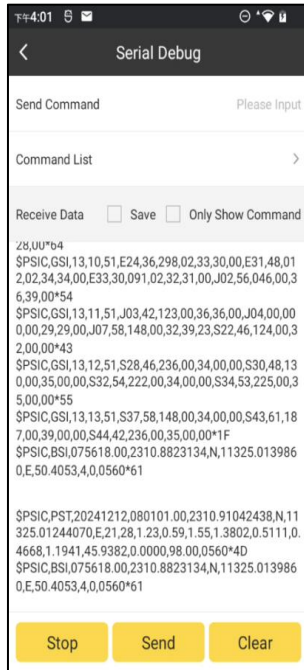 下午4:01
Serial Debug
Send Command Please Input
Command List >
Receive Data Save Only Show Command
28,00*64
$PSIC,GSI,13,10,51,E24,36,298,02,33,30,00,E31,48,01
2,02,34,34,00,E33,30,091,02,32,31,00,J02,56,046,00,3
6,39,00*54
$PSIC,GSI,13,11,51,J03,42,123,00,36,36,00,J04,00,00
0,00,29,29,00,J07,58,148,00,32,39,23,S22,46,124,00,3
2,00,00*43
$PSIC,GSI,13,12,51,S28,46,236,00,34,00,00,S30,48,13
0,00,35,00,00,S32,54,222,00,34,00,00,S34,53,225,00,3
5,00,00*55
$PSIC,GSI,13,13,51,S37,58,148,00,34,00,00,S43,61,18
7,00,39,00,00,S44,42,236,00,35,00,00*1F
$PSIC,BSI,075618.00,2310.8823134,N,11325.013986
0,E,50.4053,4,0,0560*61
$PSIC,PST,20241212,080101.00,2310.91042438,N,11
325.01244070,E,21,28,1.23,0.59,1.55,1.3802,0.5111,0.
4668,1.1941,45.9382,0.0000,98.00,0560*4D
$PSIC,BSI,075618.00,2310.8823134,N,11325.013986
0,E,50.4053,4,0,0560*61
Stop Send Clear